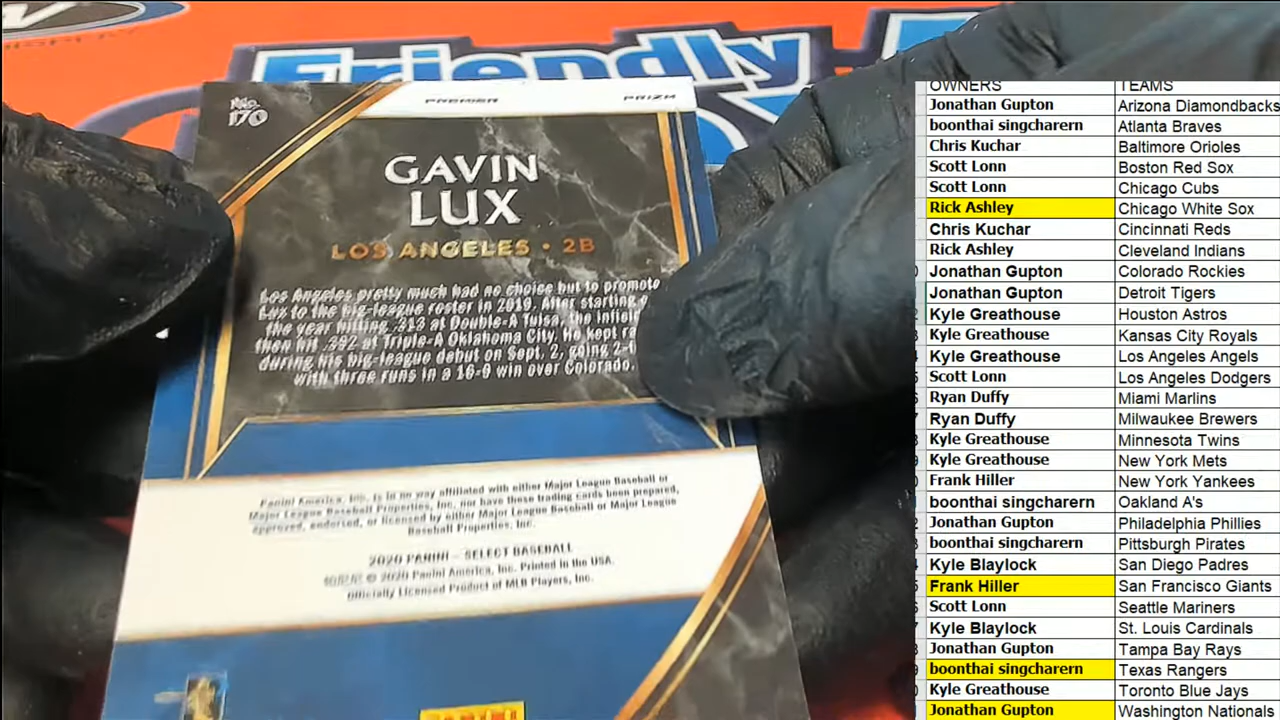 Friendly
No.
170
PREMIER PRIZM
GAVIN
LUX
LOS ANGELES • 2B
Los Angeles pretty much had no choice but to promote
Lux to the big-league roster in 2019. After starting
the year hitting .313 at Double-A Tulsa, the infiel
then hit .392 at Triple-A Oklahoma City. He kept ra
during his big-league debut on Sept. 2, going 2-f
with three runs in a 16-9 win over Colorado.
Panini America, Inc. is in no way affiliated with either Major League Baseball or
Major League Baseball Properties, Inc. nor have these trading cards been prepared,
approved, endorsed, or licensed by either Major League Baseball or Major League
Baseball Properties, Inc.
2020 PANINI – SELECT BASEBALL
© 2020 Panini America, Inc. Printed in the USA.
Officially Licensed Product of MLB Players, Inc.
PANINI
OWNERS TEAMS
Jonathan Gupton Arizona Diamondbacks
boonthai singcharern Atlanta Braves
Chris Kuchar Baltimore Orioles
Scott Lonn Boston Red Sox
Scott Lonn Chicago Cubs
Rick Ashley Chicago White Sox
Chris Kuchar Cincinnati Reds
Rick Ashley Cleveland Indians
Jonathan Gupton Colorado Rockies
Jonathan Gupton Detroit Tigers
Kyle Greathouse Houston Astros
Kyle Greathouse Kansas City Royals
Kyle Greathouse Los Angeles Angels
Scott Lonn Los Angeles Dodgers
Ryan Duffy Miami Marlins
Ryan Duffy Milwaukee Brewers
Kyle Greathouse Minnesota Twins
Kyle Greathouse New York Mets
Frank Hiller New York Yankees
boonthai singcharern Oakland A's
Jonathan Gupton Philadelphia Phillies
boonthai singcharern Pittsburgh Pirates
Kyle Blaylock San Diego Padres
Frank Hiller San Francisco Giants
Scott Lonn Seattle Mariners
Kyle Blaylock St. Louis Cardinals
Jonathan Gupton Tampa Bay Rays
boonthai singcharern Texas Rangers
Kyle Greathouse Toronto Blue Jays
Jonathan Gupton Washington Nationals